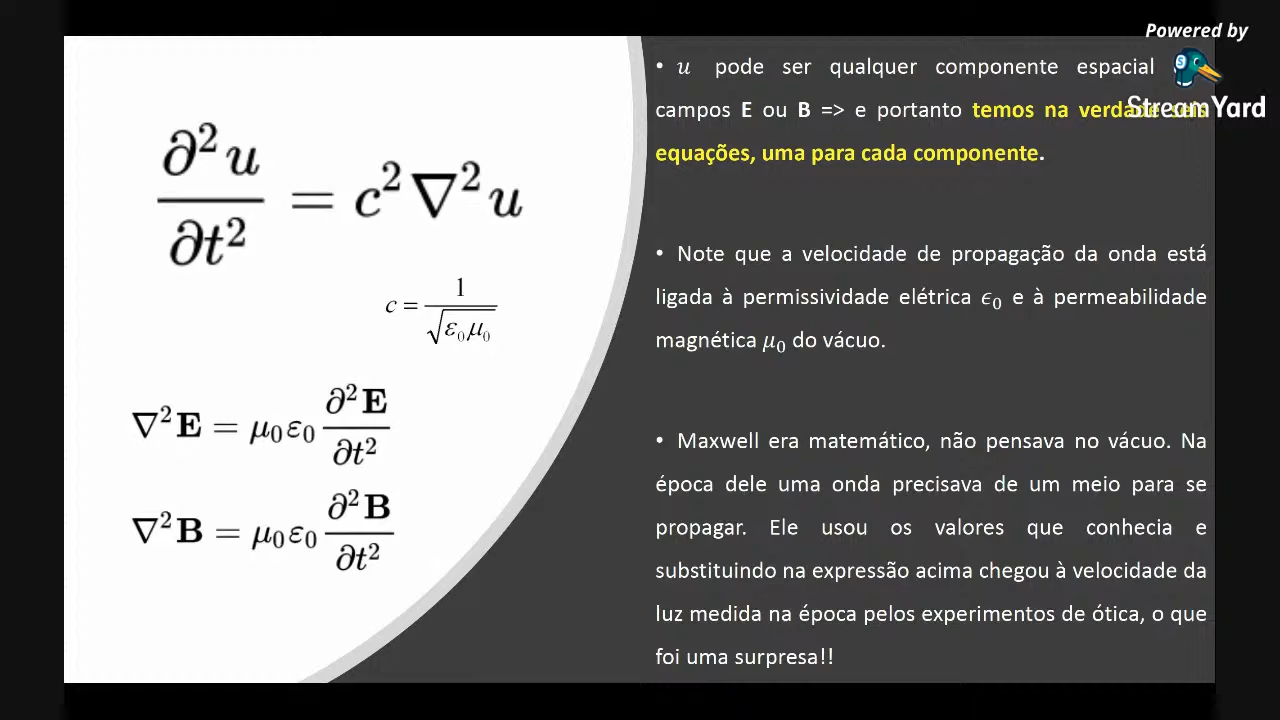 Powered by
StreamYard
∂²u/∂t² = c²∇²u
c = 1/√(ε₀μ₀)
∇²E = μ₀ε₀ ∂²E/∂t²
∇²B = μ₀ε₀ ∂²B/∂t²
• u pode ser qualquer componente espacial
campos E ou B => e portanto temos na verdade seis
equações, uma para cada componente.
• Note que a velocidade de propagação da onda está
ligada à permissividade elétrica ϵ₀ e à permeabilidade
magnética μ₀ do vácuo.
• Maxwell era matemático, não pensava no vácuo. Na
época dele uma onda precisava de um meio para se
propagar. Ele usou os valores que conhecia e
substituindo na expressão acima chegou à velocidade da
luz medida na época pelos experimentos de ótica, o que
foi uma surpresa!!